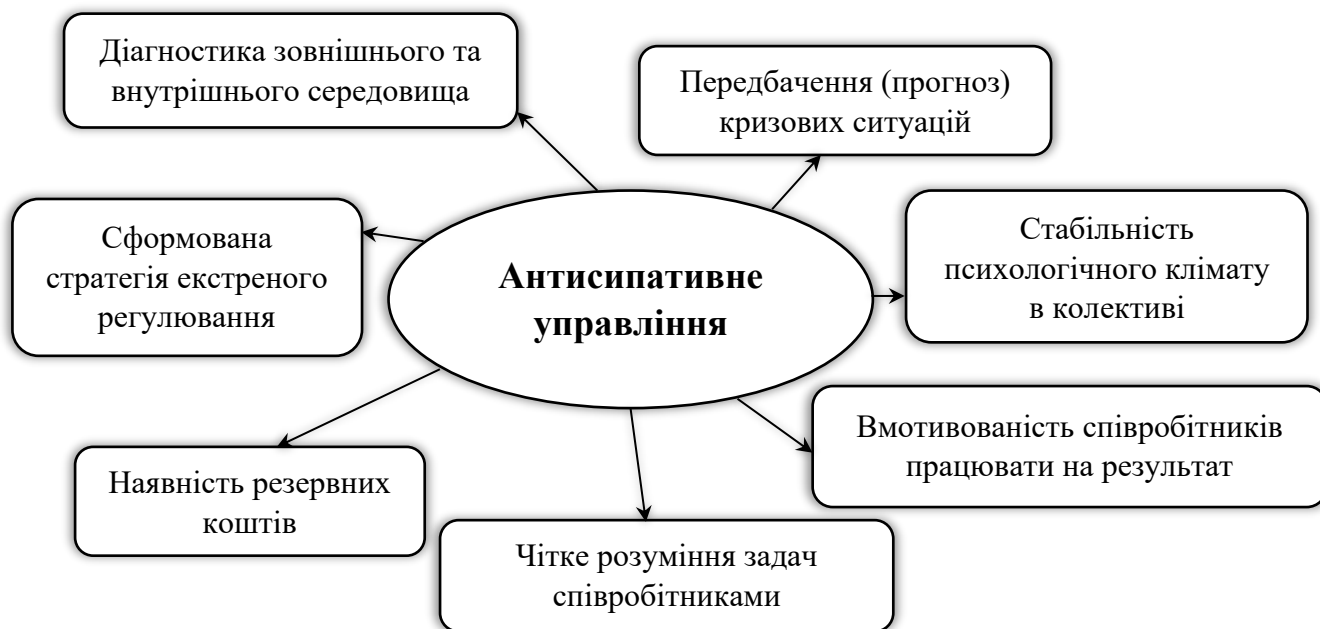 Діагностика зовнішнього та
внутрішнього середовища
Передбачення (прогноз)
кризових ситуацій
Сформована
стратегія екстреного
регулювання
Антисипативне
управління
Стабільність
психологічного клімату
в колективі
Наявність резервних
коштів
Чітке розуміння задач
співробітниками
Вмотивованість співробітників
працювати на результат